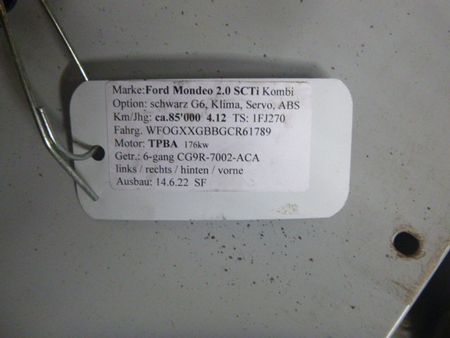 Marke:Ford Mondeo 2.0 SCTi Kombi
Option: schwarz G6, Klima, Servo, ABS
Km/Jhg: ca.85'000 4.12 TS: 1FJ270
Fahrg. WFOGXXGBBGCR61789
Motor: TPBA 176kw
Getr.: 6-gang CG9R-7002-ACA
links / rechts / hinten / vorne
Ausbau: 14.6.22 SF